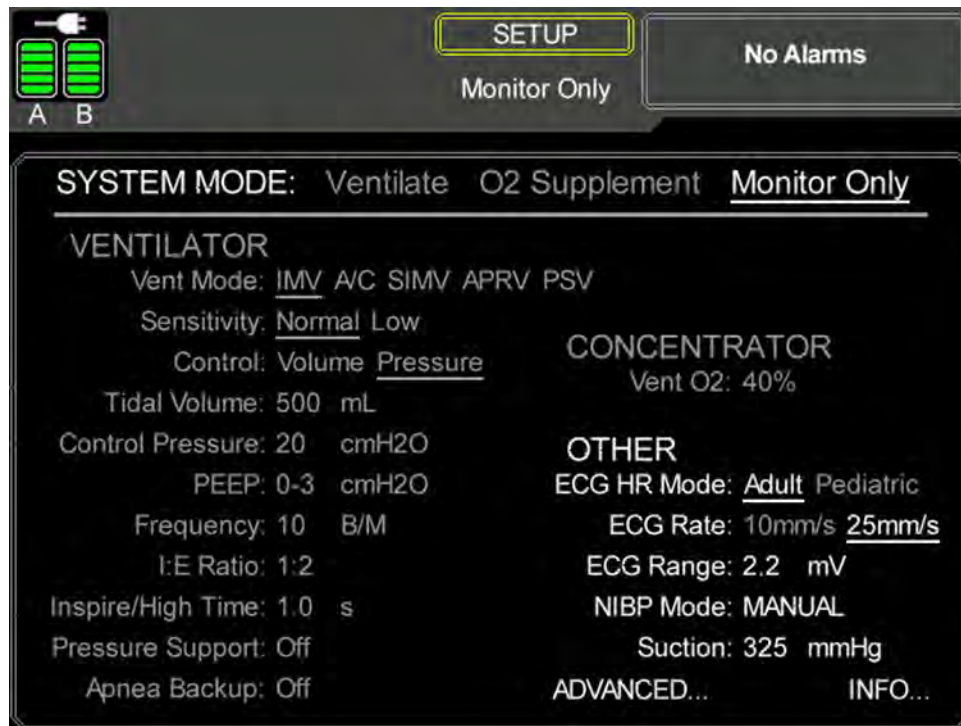 SETUP
No Alarms
Monitor Only
A B
SYSTEM MODE: Ventilate O2 Supplement Monitor Only
VENTILATOR
Vent Mode: IMV A/C SIMV APRV PSV
Sensitivity: Normal Low
Control: Volume Pressure
Tidal Volume: 500 mL
Control Pressure: 20 cmH2O
PEEP: 0-3 cmH2O
Frequency: 10 B/M
I:E Ratio: 1:2
Inspire/High Time: 1.0 s
Pressure Support: Off
Apnea Backup: Off
CONCENTRATOR
Vent O2: 40%
OTHER
ECG HR Mode: Adult Pediatric
ECG Rate: 10mm/s 25mm/s
ECG Range: 2.2 mV
NIBP Mode: MANUAL
Suction: 325 mmHg
ADVANCED... INFO...